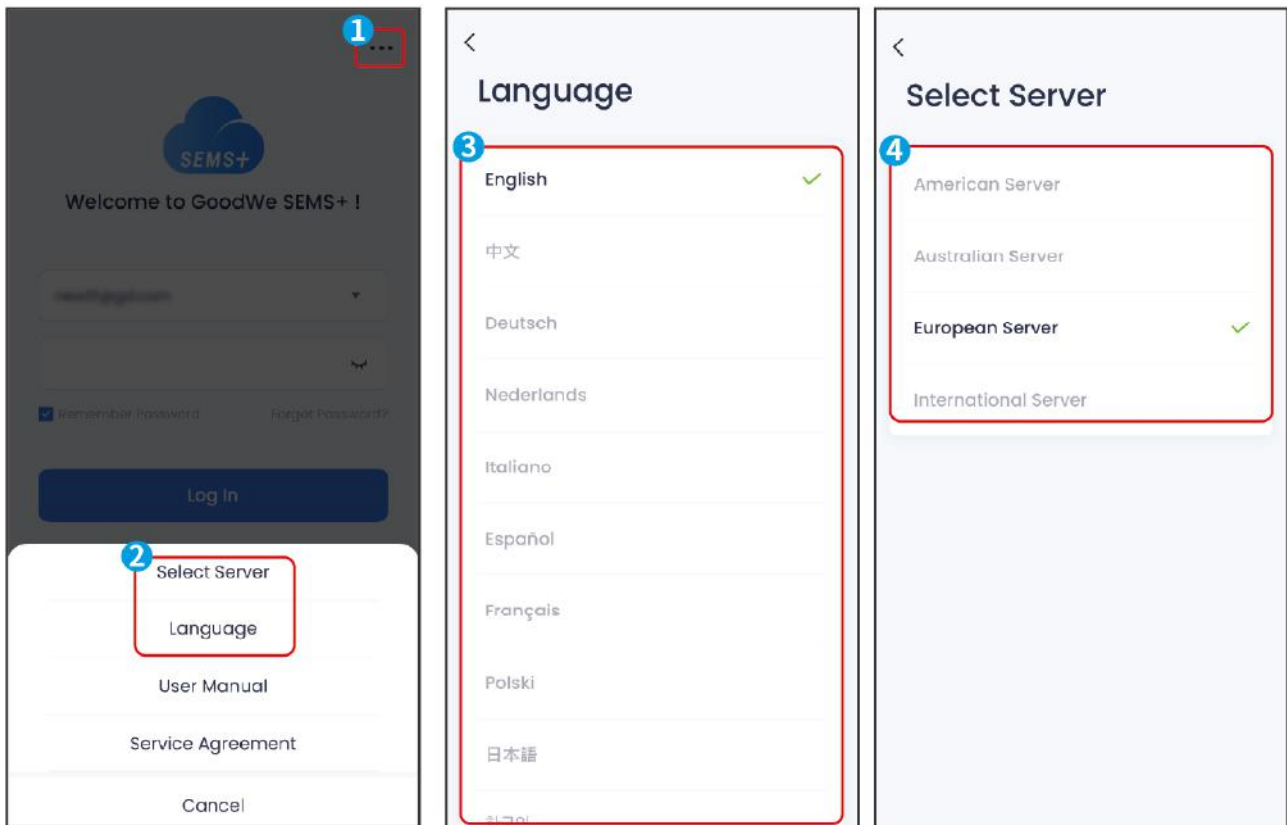 1
SEMS+
Welcome to GoodWe SEMS+ !
Remember Password
Forgot Password?
Log In
2
Select Server
Language
User Manual
Service Agreement
Cancel
Language
3
English
中文
Deutsch
Nederlands
Italiano
Español
Français
Polski
日本語
Select Server
4
American Server
Australian Server
European Server
International Server